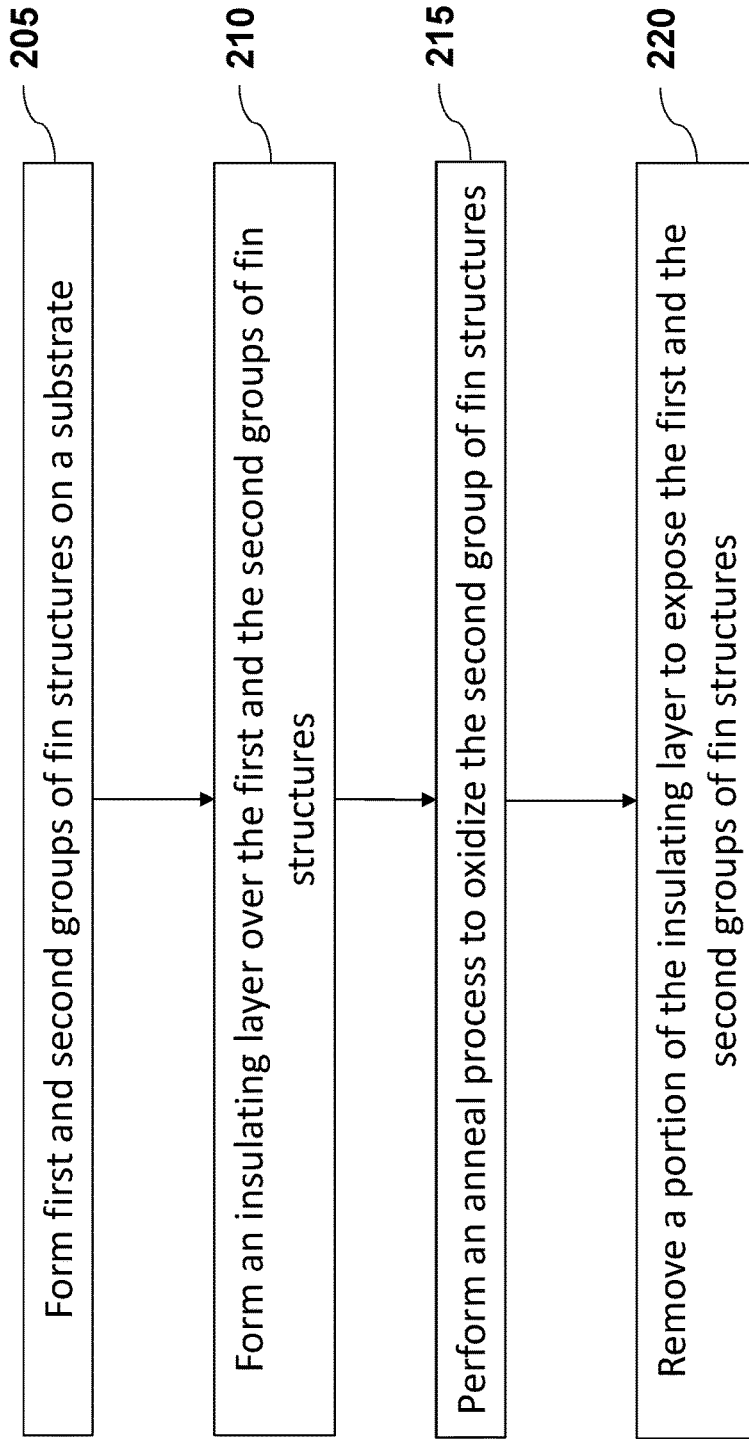 205
Form first and second groups of fin structures on a substrate
210
Form an insulating layer over the first and the second groups of fin
structures
215
Perform an anneal process to oxidize the second group of fin structures
220
Remove a portion of the insulating layer to expose the first and the
second groups of fin structures